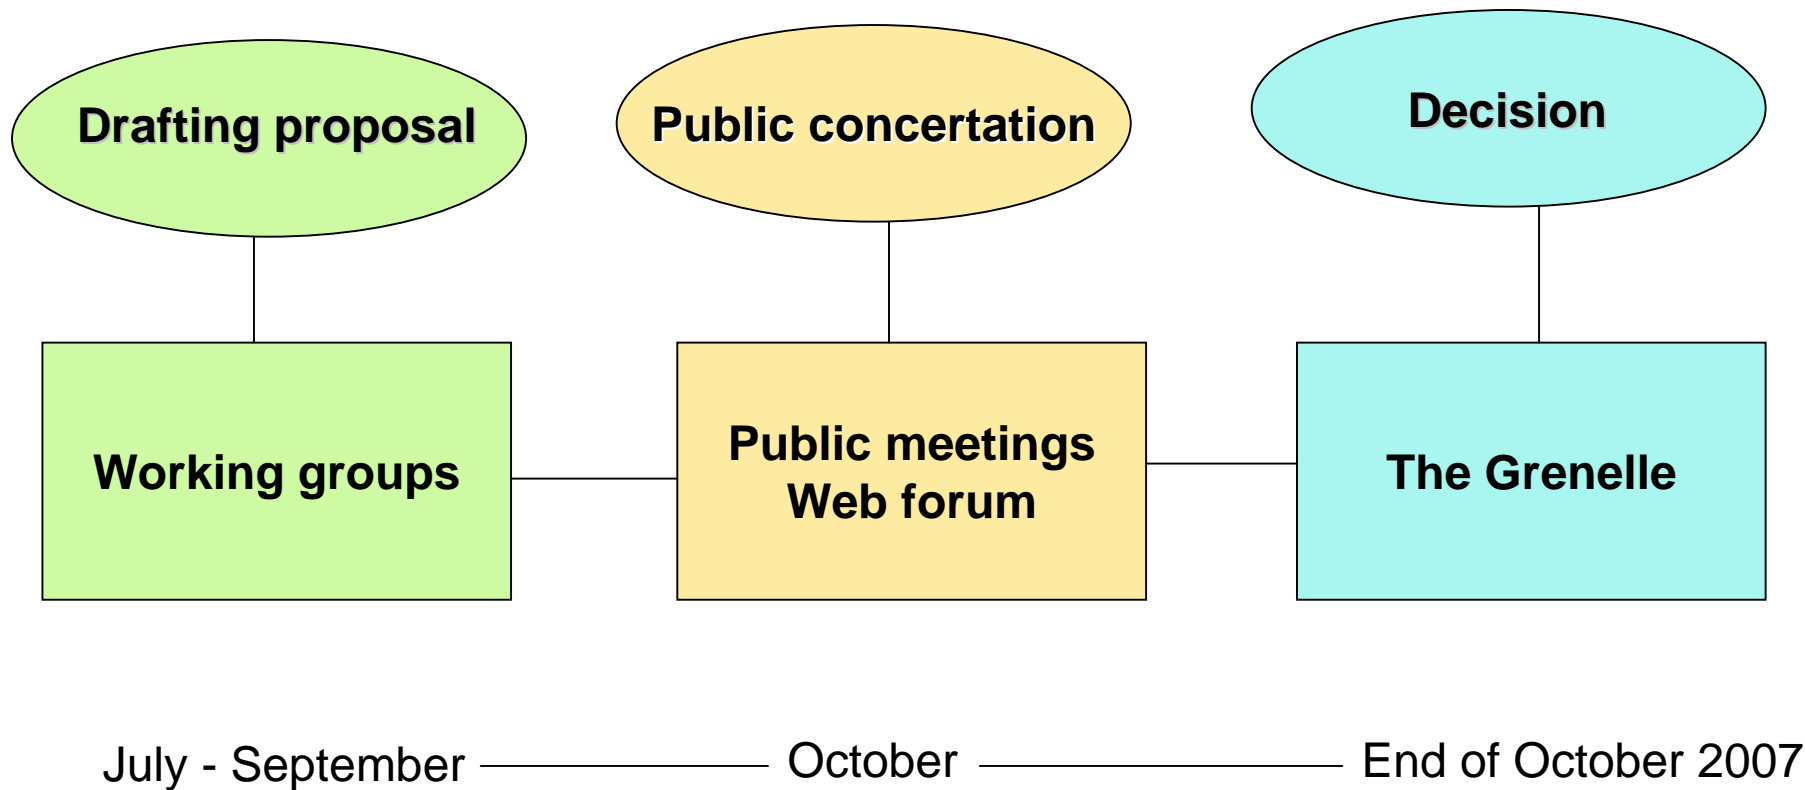 Drafting proposal
Public concertation
Decision
Working groups
Public meetings
Web forum
The Grenelle
July - September
October
End of October 2007